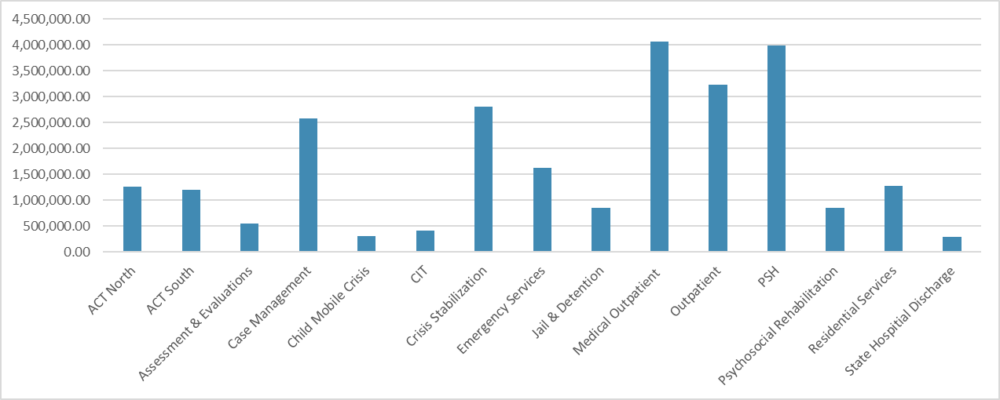 4,500,000.00
4,000,000.00
3,500,000.00
3,000,000.00
2,500,000.00
2,000,000.00
1,500,000.00
1,000,000.00
500,000.00
0.00
ACT North
ACT South
Assessment & Evaluations
Case Management
Child Mobile Crisis
CIT
Crisis Stabilization
Emergency Services
Jail & Detention
Medical Outpatient
Outpatient
PSH
Psychosocial Rehabilitation
Residential Services
State Hospitial Discharge